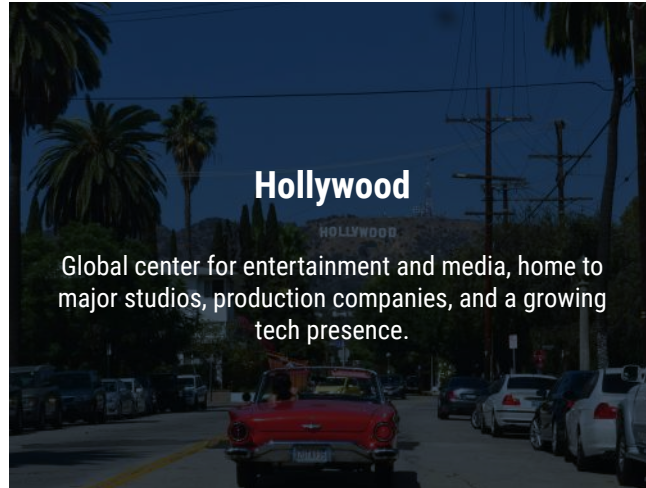 Hollywood
HOLLYWOOD
Global center for entertainment and media, home to
major studios, production companies, and a growing
tech presence.